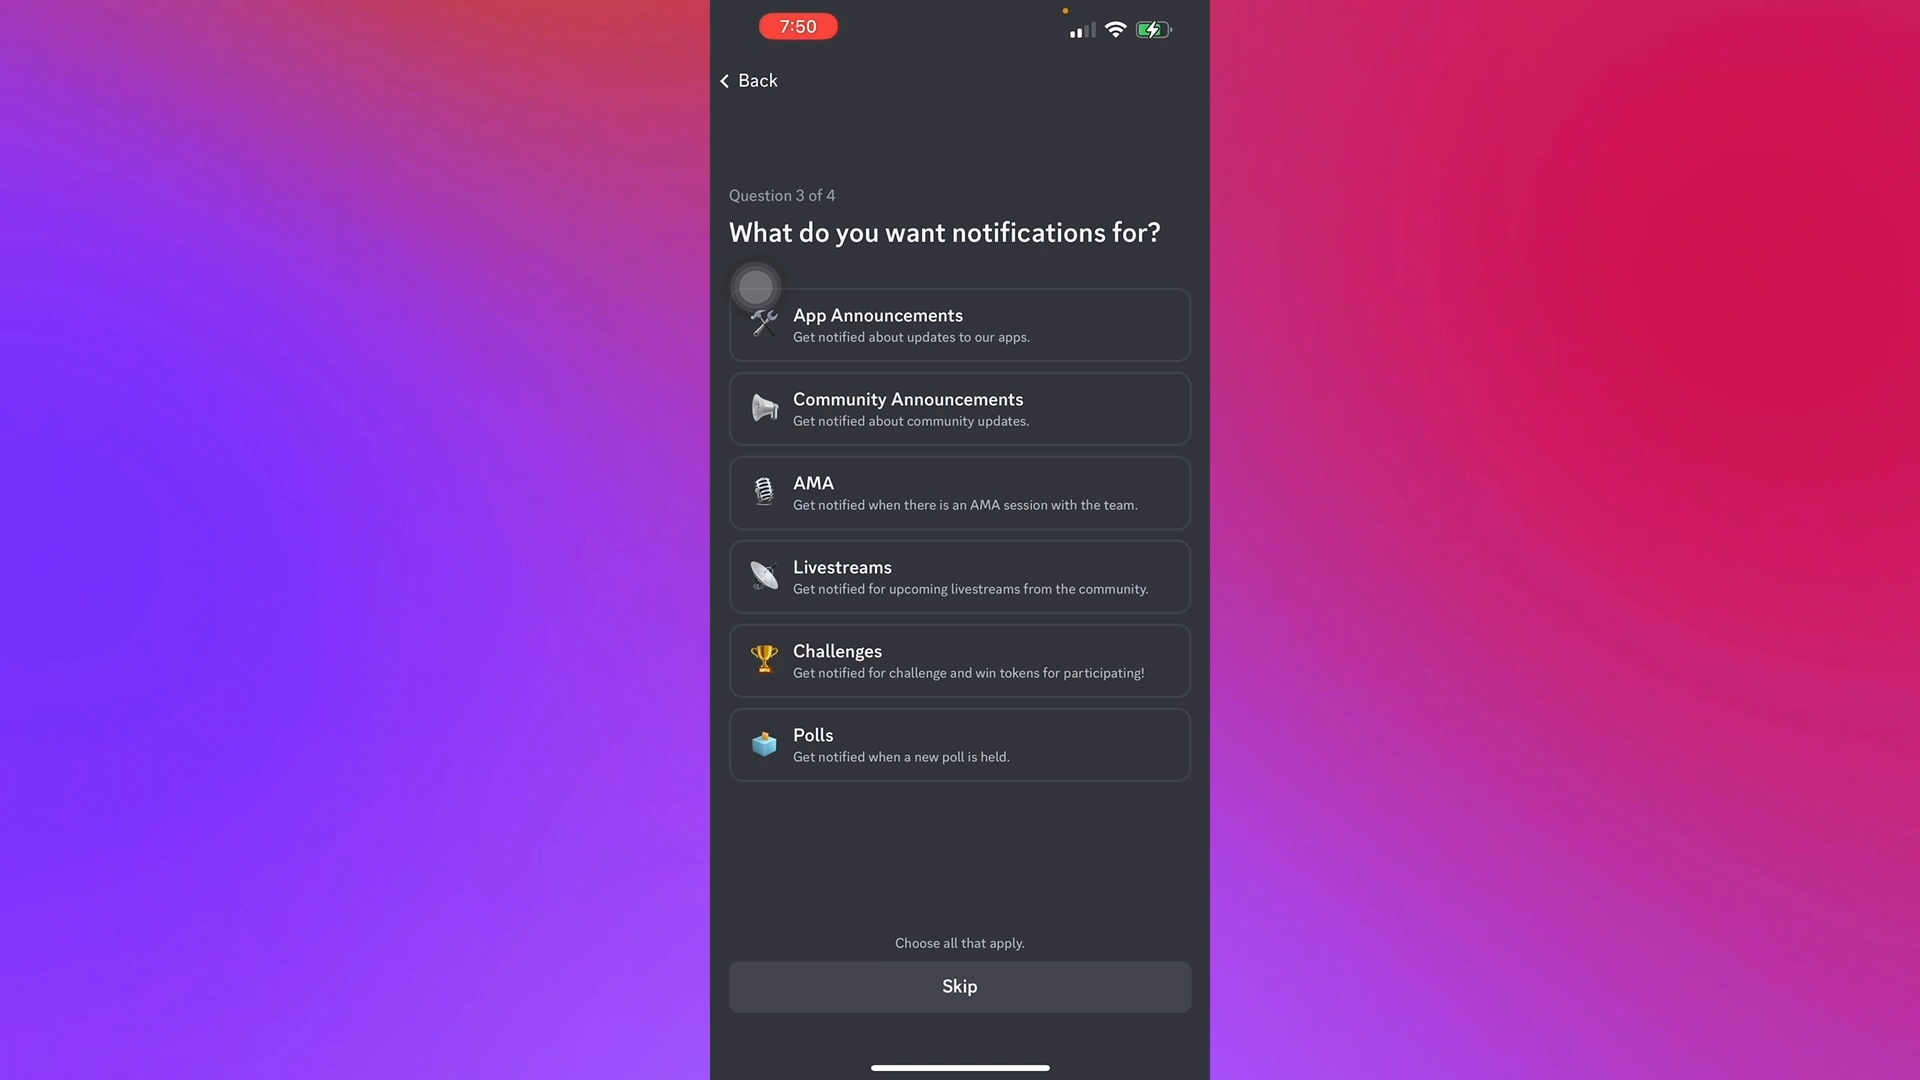 7:50
Back
Question 3 of 4
What do you want notifications for?
App Announcements
Get notified about updates to our apps.
Community Announcements
Get notified about community updates.
AMA
Get notified when there is an AMA session with the team.
Livestreams
Get notified for upcoming livestreams from the community.
Challenges
Get notified for challenge and win tokens for participating!
Polls
Get notified when a new poll is held.
Choose all that apply.
Skip